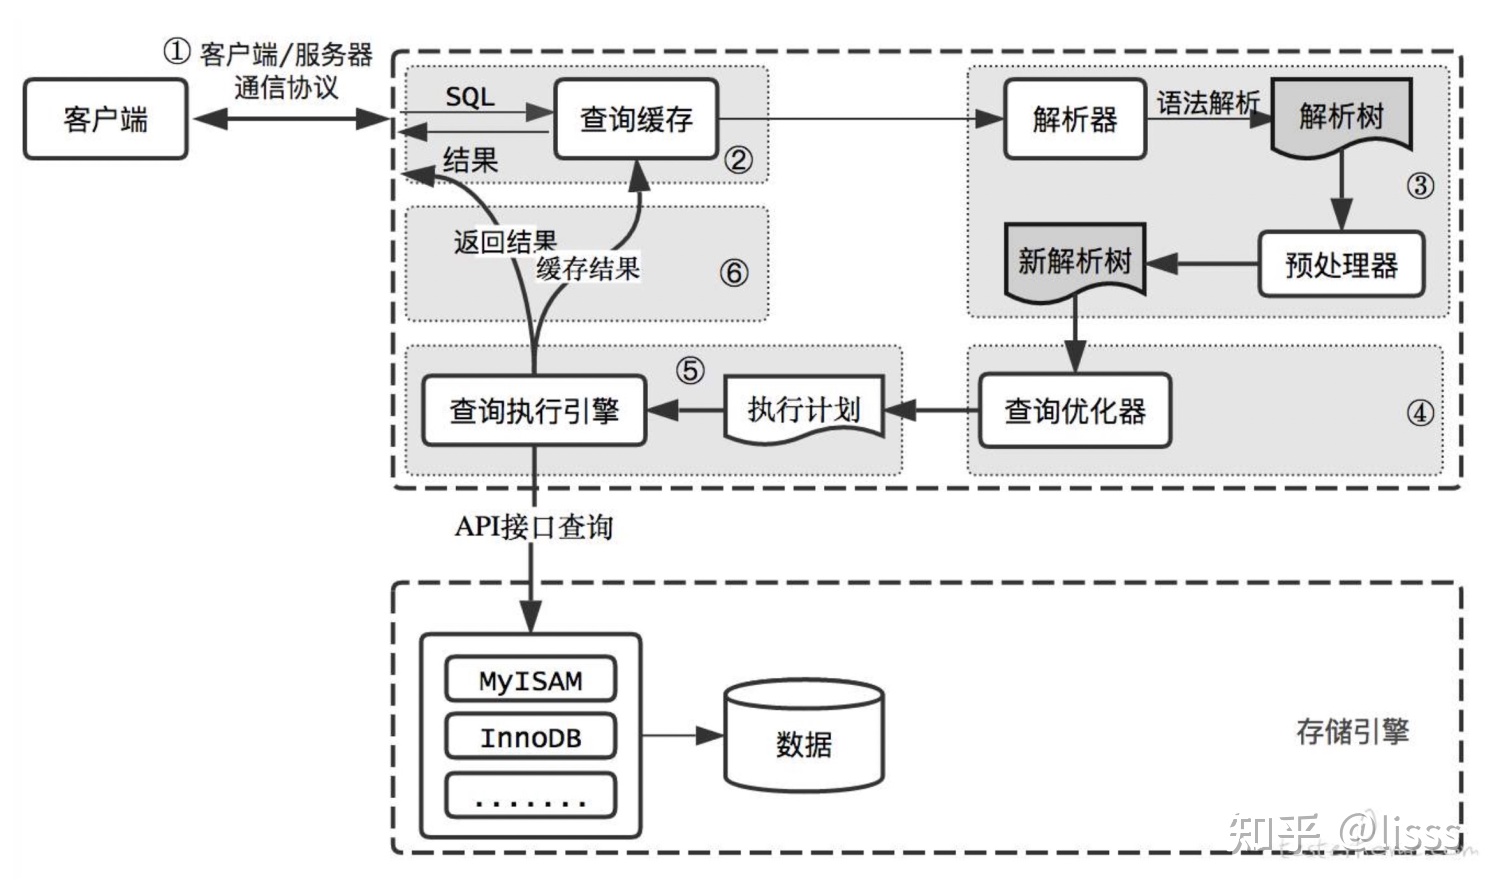 ① 客户端/服务器
通信协议
客户端
SQL
查询缓存
结果
②
解析器
语法解析
解析树
③
新解析树
预处理器
返回结果
缓存结果
⑥
查询执行引擎
⑤
执行计划
查询优化器
④
API接口查询
MyISAM
InnoDB
.......
数据
存储引擎
知乎 @lisss